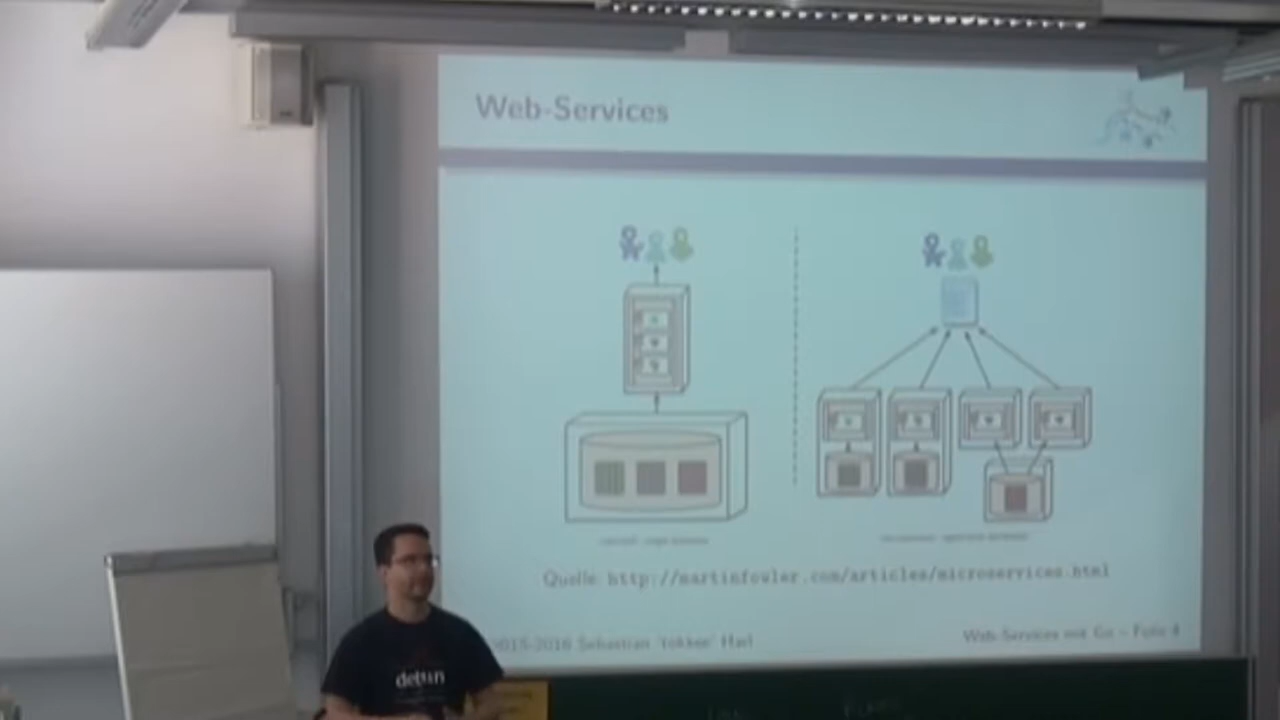 Web-Services
Quelle: http://martinfowler.com/articles/microservices.html
2015-2016 Sebastian 'tokkee' Harl
Web-Services mit Go – Folie 4
debian